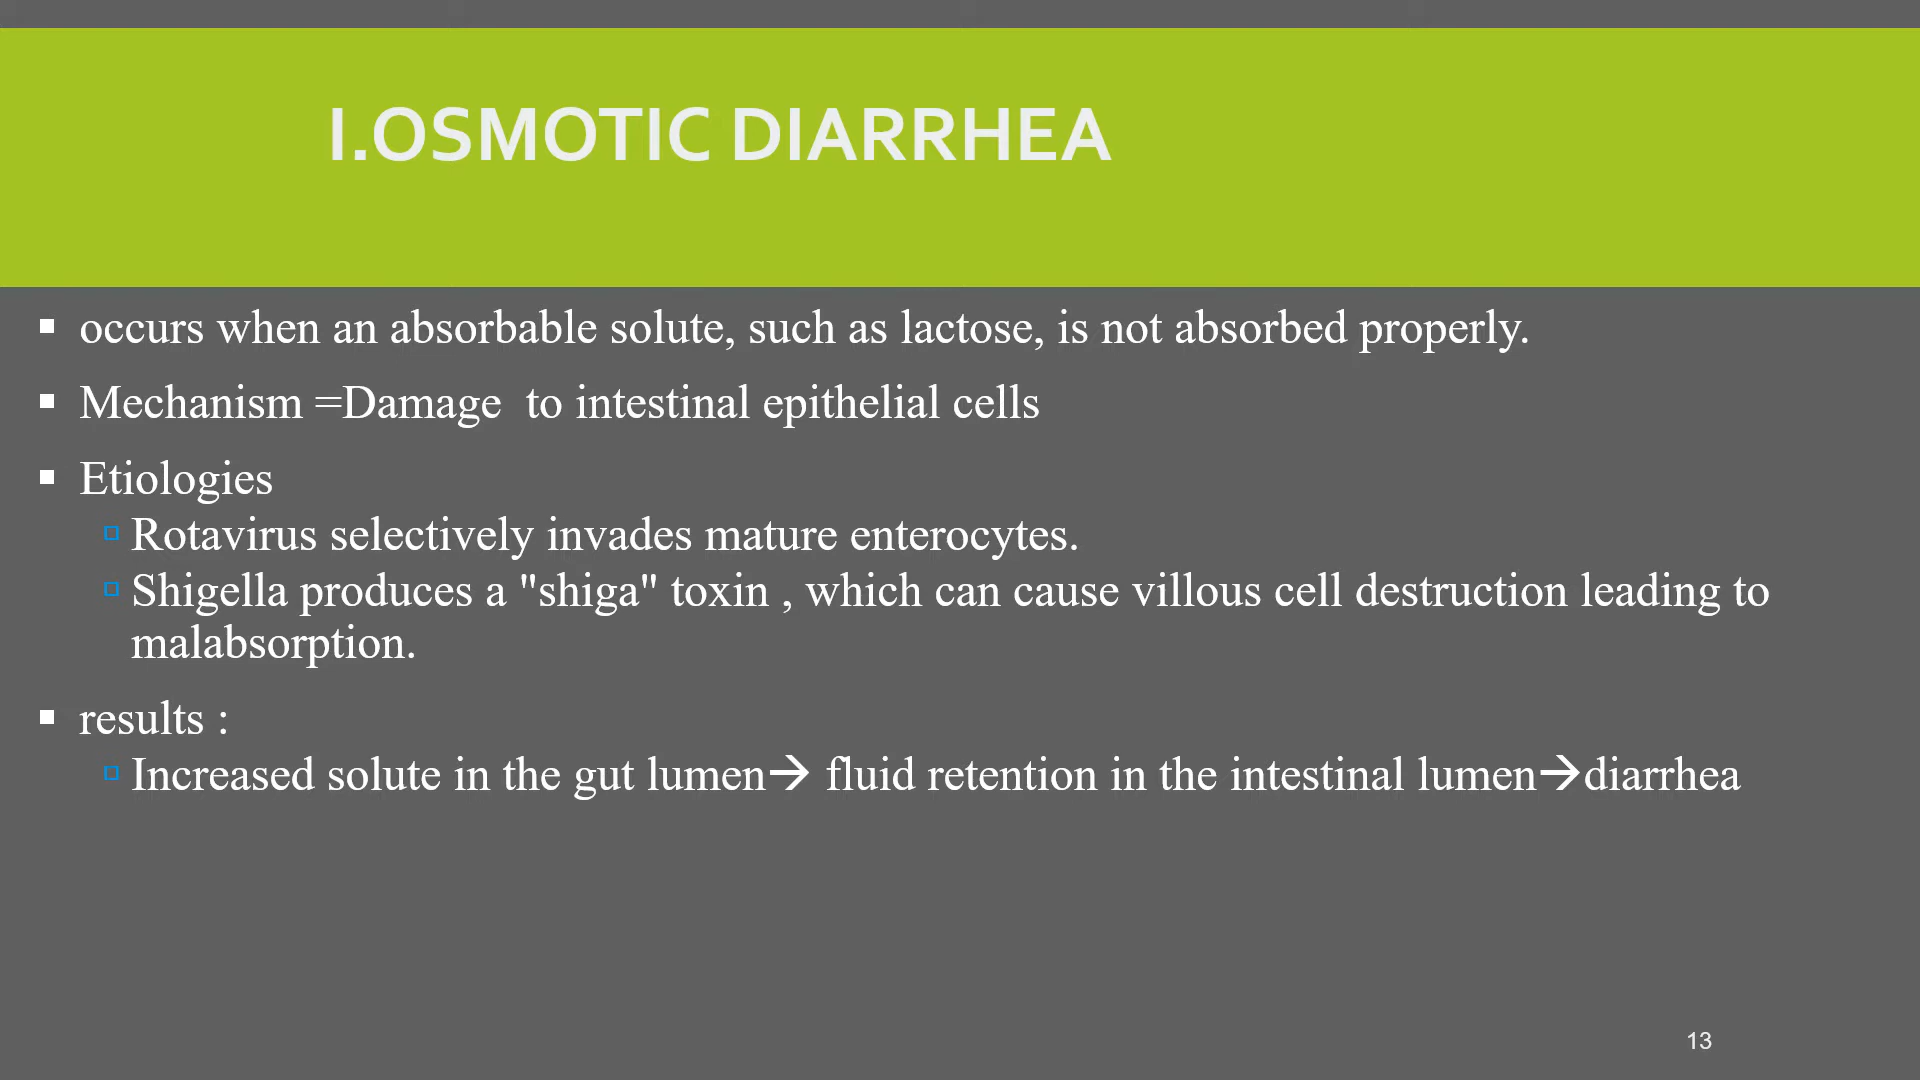 I.OSMOTIC DIARRHEA
occurs when an absorbable solute, such as lactose, is not absorbed properly.
Mechanism =Damage  to intestinal epithelial cells
Etiologies
Rotavirus selectively invades mature enterocytes.
Shigella produces a "shiga" toxin , which can cause villous cell destruction leading to
malabsorption.
results :
Increased solute in the gut lumen→ fluid retention in the intestinal lumen→diarrhea
13